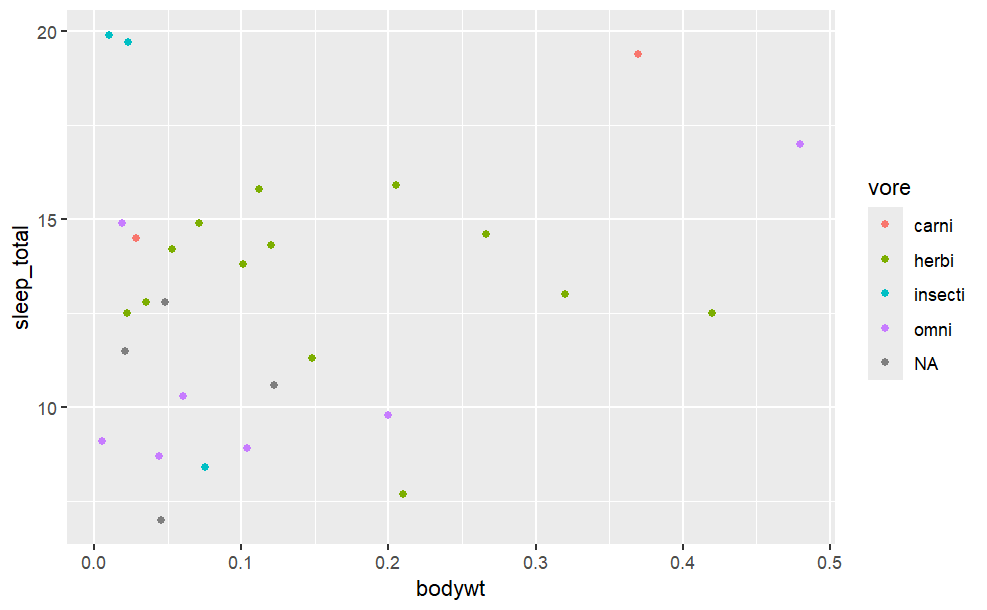 20
15
10
sleep_total
0.0 0.1 0.2 0.3 0.4 0.5
bodywt
vore
carni
herbi
insecti
omni
NA